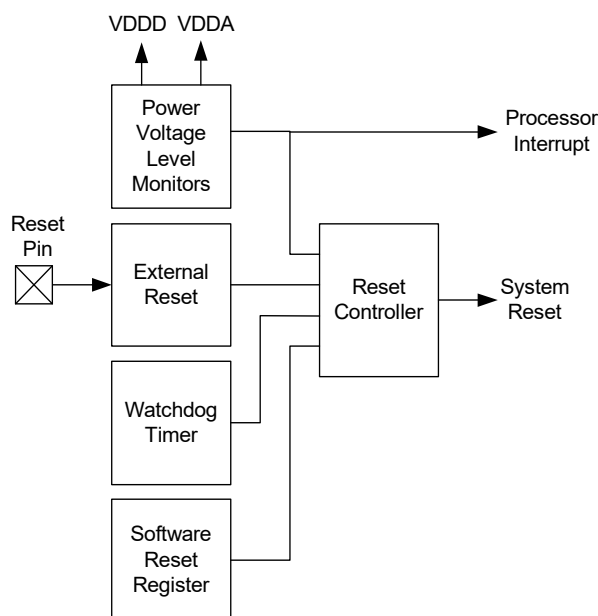 VDDD VDDA
Power
Voltage
Level
Monitors
Processor
Interrupt
Reset
Pin
External
Reset
Reset
Controller
System
Reset
Watchdog
Timer
Software
Reset
Register